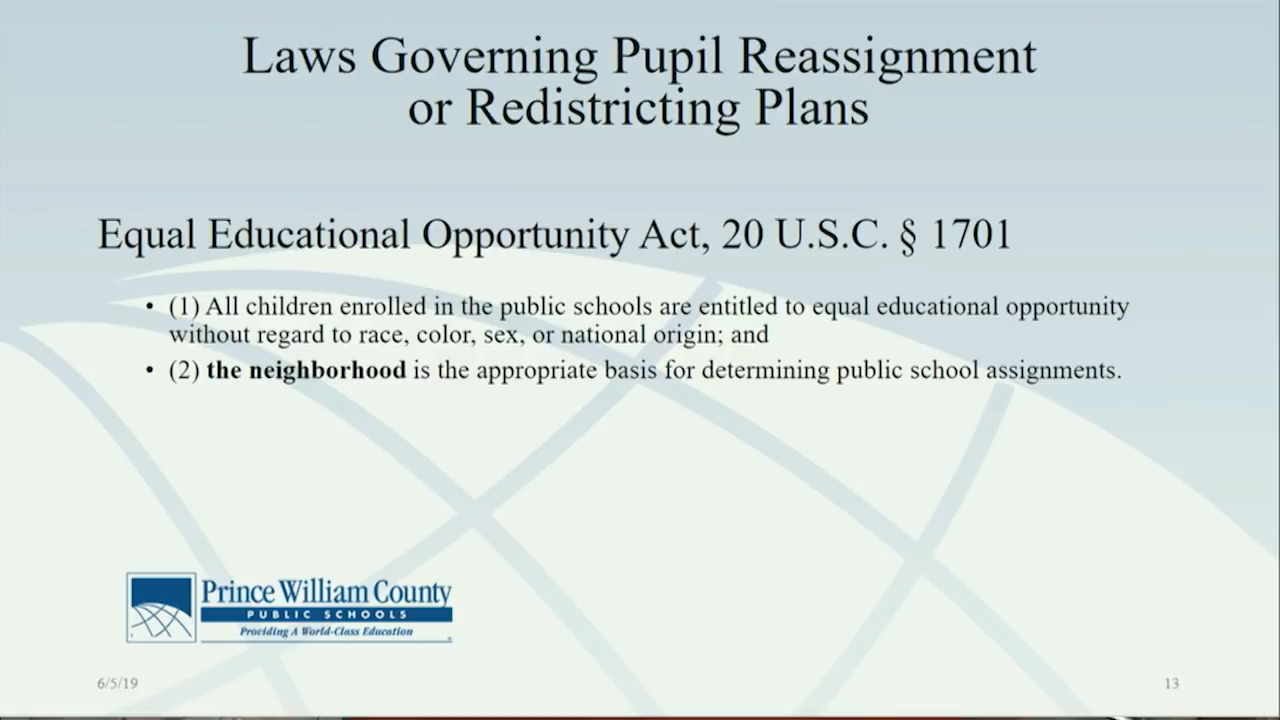 Laws Governing Pupil Reassignment
or Redistricting Plans
Equal Educational Opportunity Act, 20 U.S.C. § 1701
• (1) All children enrolled in the public schools are entitled to equal educational opportunity
without regard to race, color, sex, or national origin; and
• (2) the neighborhood is the appropriate basis for determining public school assignments.
Prince William County
PUBLIC SCHOOLS
Providing A World-Class Education
6/5/19
13